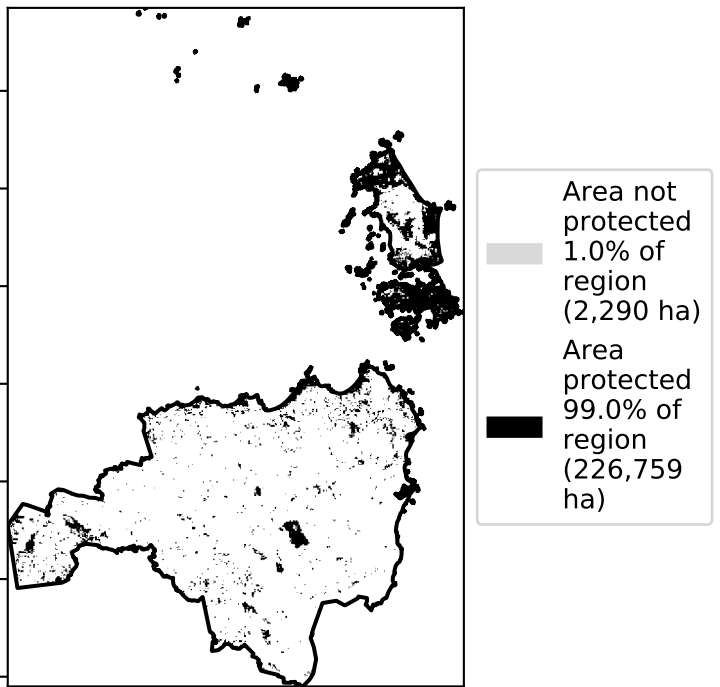 Area not
protected
1.0% of
region
(2,290 ha)
Area
protected
99.0% of
region
(226,759
ha)